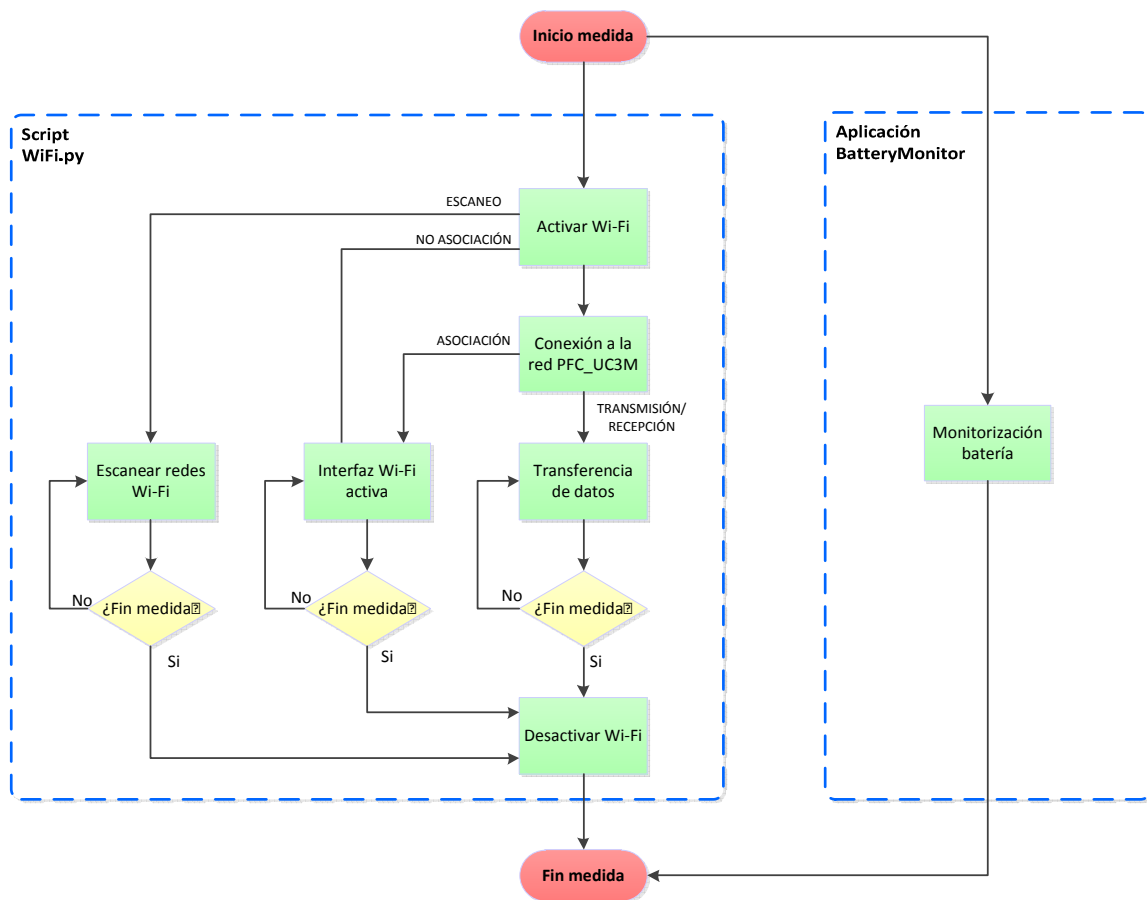 Inicio medida
Script
WiFi.py
Aplicación
BatteryMonitor
ESCANEO
Activar Wi-Fi
NO ASOCIACIÓN
ASOCIACIÓN
Conexión a la
red PFC_UC3M
TRANSMISIÓN/
RECEPCIÓN
Monitorización
batería
Escanear redes
Wi-Fi
Interfaz Wi-Fi
activa
Transferencia
de datos
No
¿Fin medida⍰
No
¿Fin medida⍰
No
¿Fin medida⍰
Si
Si
Si
Desactivar Wi-Fi
Fin medida